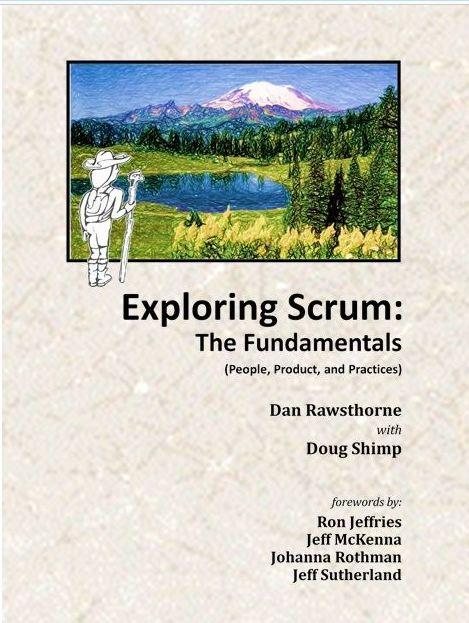 Exploring Scrum:
The Fundamentals
(People, Product, and Practices)
Dan Rawsthorne
with
Doug Shimp
forewords by:
Ron Jeffries
Jeff McKenna
Johanna Rothman
Jeff Sutherland